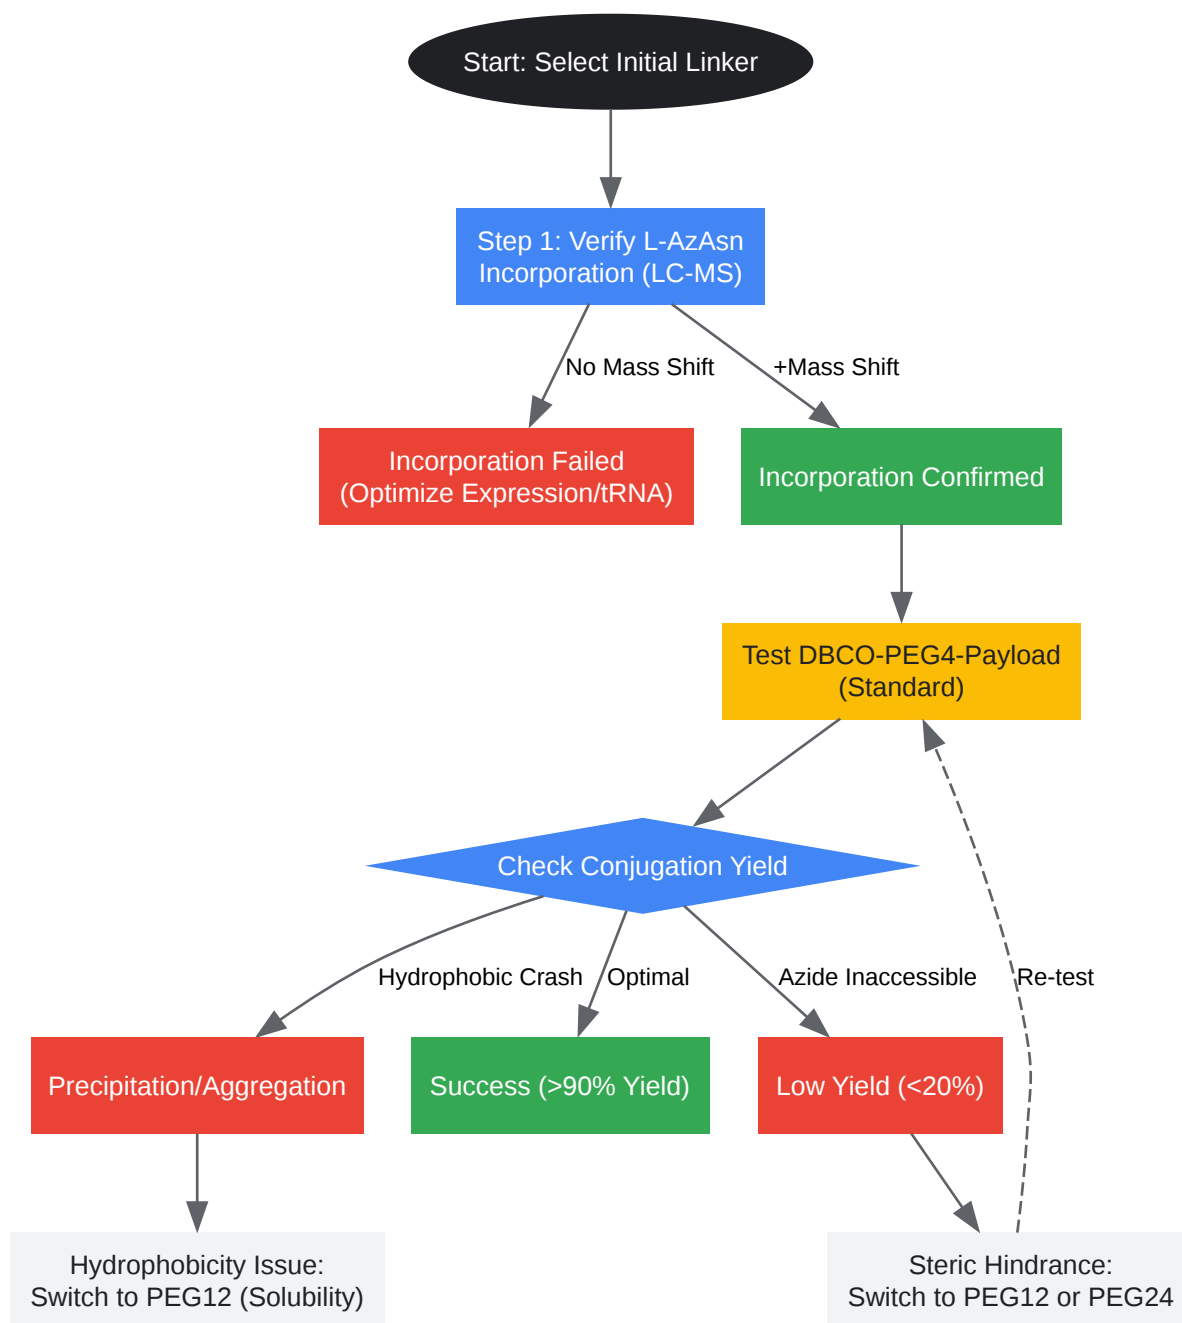 Start: Select Initial Linker
Step 1: Verify L-AzAsn
Incorporation (LC-MS)
No Mass Shift
+Mass Shift
Incorporation Failed
(Optimize Expression/tRNA)
Incorporation Confirmed
Test DBCO-PEG4-Payload
(Standard)
Check Conjugation Yield
Hydrophobic Crash
Optimal
Azide Inaccessible
Re-test
Precipitation/Aggregation
Success (>90% Yield)
Low Yield (<20%)
Hydrophobicity Issue:
Switch to PEG12 (Solubility)
Steric Hindrance:
Switch to PEG12 or PEG24